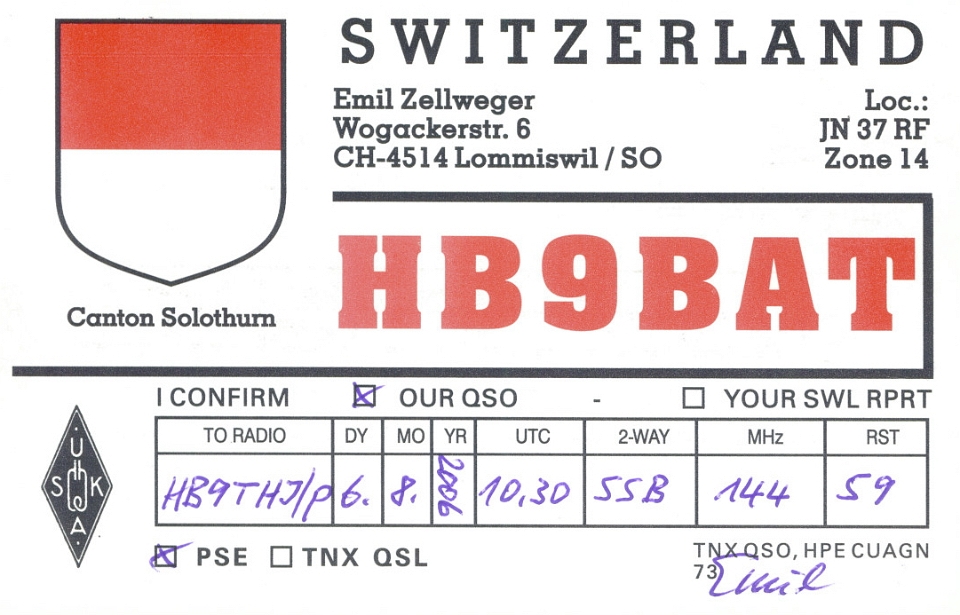 SWITZERLAND
Emil Zellweger
Wogackerstr. 6
CH-4514 Lommiswil / SO
Loc.:
JN 37 RF
Zone 14
HB9BAT
Canton Solothurn
I CONFIRM ☒ OUR QSO - ☐ YOUR SWL RPRT
TO RADIO DY MO YR UTC 2-WAY MHz RST
HB9THJ/p 6. 8. 2006 10,30 SSB 144 59
U
S K
A
☒ PSE ☐ TNX QSL
TNX QSO, HPE CUAGN
73 Emil